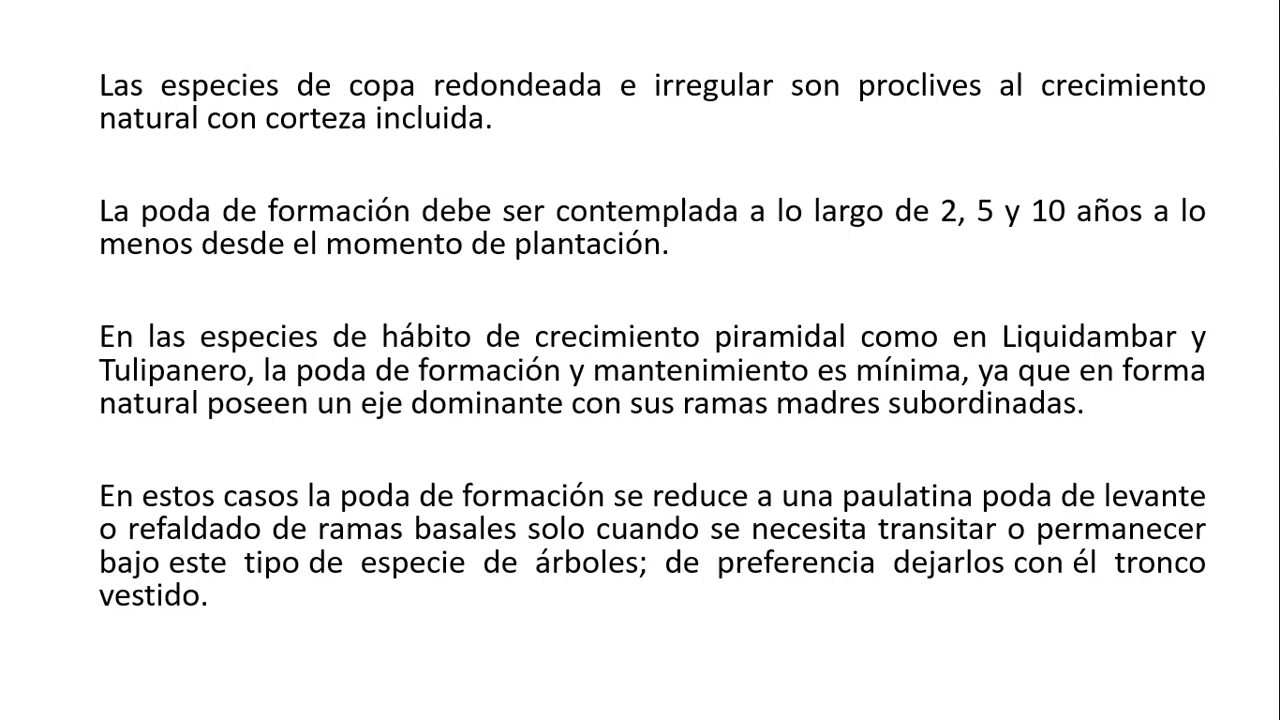 Las especies de copa redondeada e irregular son proclives al crecimiento
natural con corteza incluida.
La poda de formación debe ser contemplada a lo largo de 2, 5 y 10 años a lo
menos desde el momento de plantación.
En las especies de hábito de crecimiento piramidal como en Liquidambar y
Tulipanero, la poda de formación y mantenimiento es mínima, ya que en forma
natural poseen un eje dominante con sus ramas madres subordinadas.
En estos casos la poda de formación se reduce a una paulatina poda de levante
o refaldado de ramas basales solo cuando se necesita transitar o permanecer
bajo este tipo de especie de árboles; de preferencia dejarlos con él tronco
vestido.